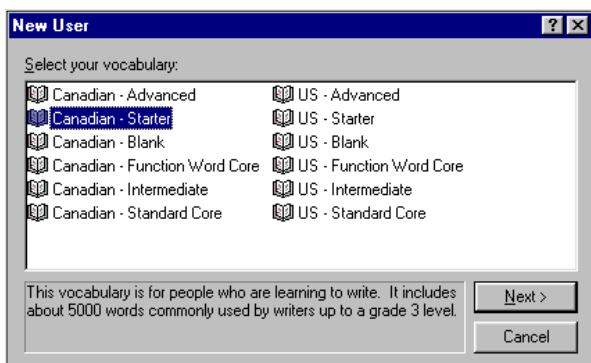 New User
Select your vocabulary:
Canadian - Advanced
Canadian - Starter
Canadian - Blank
Canadian - Function Word Core
Canadian - Intermediate
Canadian - Standard Core
US - Advanced
US - Starter
US - Blank
US - Function Word Core
US - Intermediate
US - Standard Core
This vocabulary is for people who are learning to write. It includes
about 5000 words commonly used by writers up to a grade 3 level.
Next >
Cancel